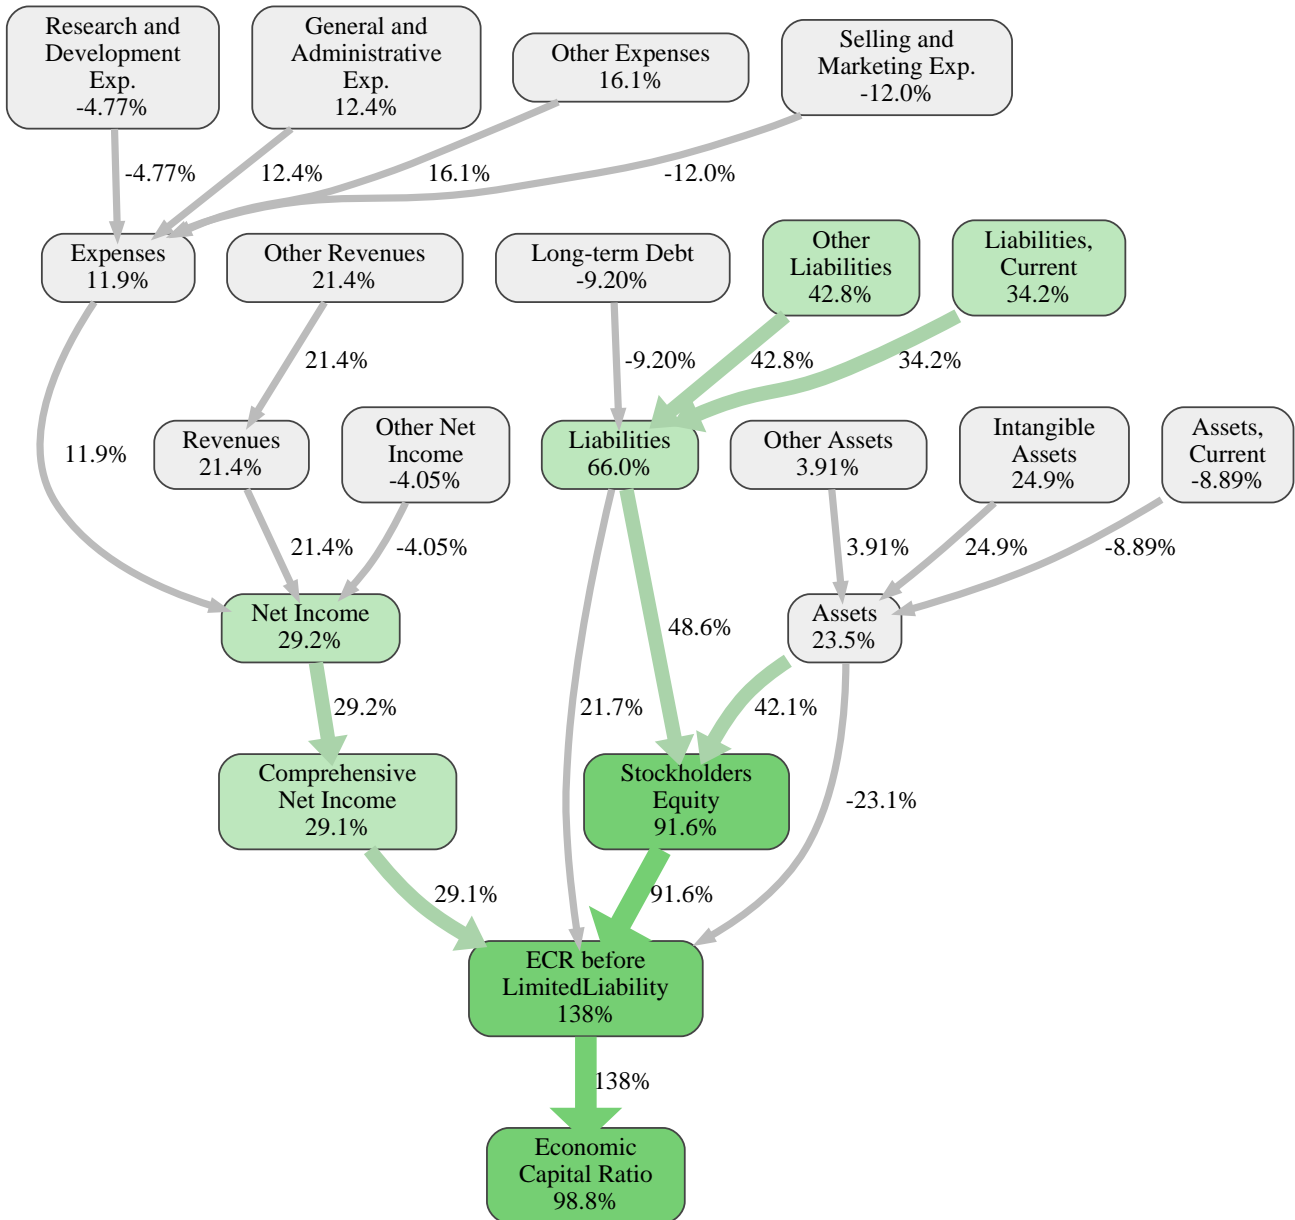 Research and
Development
Exp.
-4.77%
General and
Administrative
Exp.
12.4%
Other Expenses
16.1%
Selling and
Marketing Exp.
-12.0%
-4.77%
12.4%
16.1%
-12.0%
Expenses
11.9%
Other Revenues
21.4%
Long-term Debt
-9.20%
Other
Liabilities
42.8%
Liabilities,
Current
34.2%
21.4%
-9.20%
42.8%
34.2%
11.9%
Revenues
21.4%
Other Net
Income
-4.05%
Liabilities
66.0%
Other Assets
3.91%
Intangible
Assets
24.9%
Assets,
Current
-8.89%
21.4%
-4.05%
3.91%
24.9%
-8.89%
Net Income
29.2%
48.6%
Assets
23.5%
29.2%
21.7%
42.1%
Comprehensive
Net Income
29.1%
Stockholders
Equity
91.6%
-23.1%
29.1%
91.6%
ECR before
LimitedLiability
138%
138%
Economic
Capital Ratio
98.8%